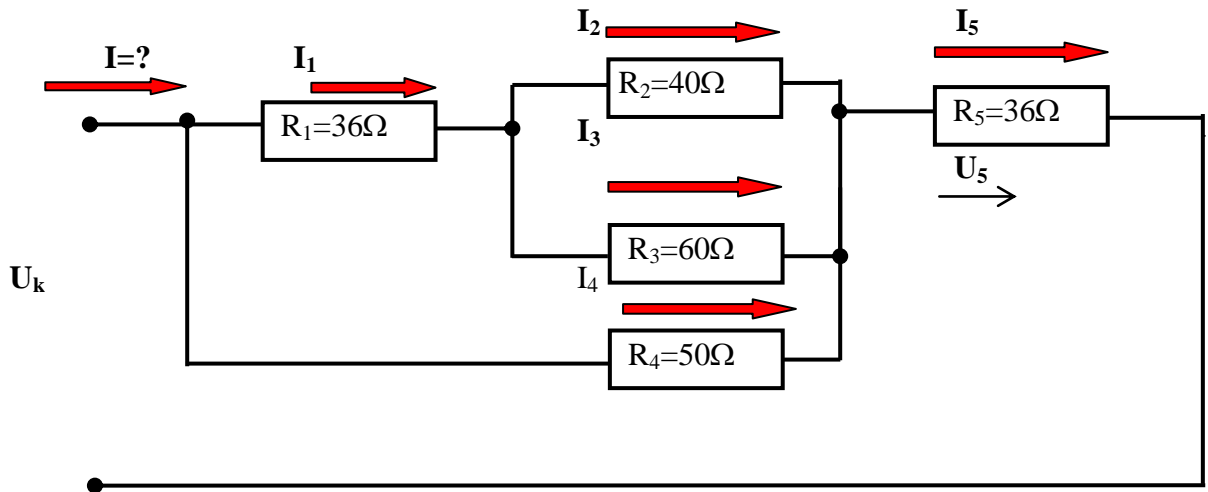 I=?
I₁
I₂
I₅
R₁=36Ω
R₂=40Ω
R₅=36Ω
I₃
U₅
R₃=60Ω
Uₖ
I₄
R₄=50Ω